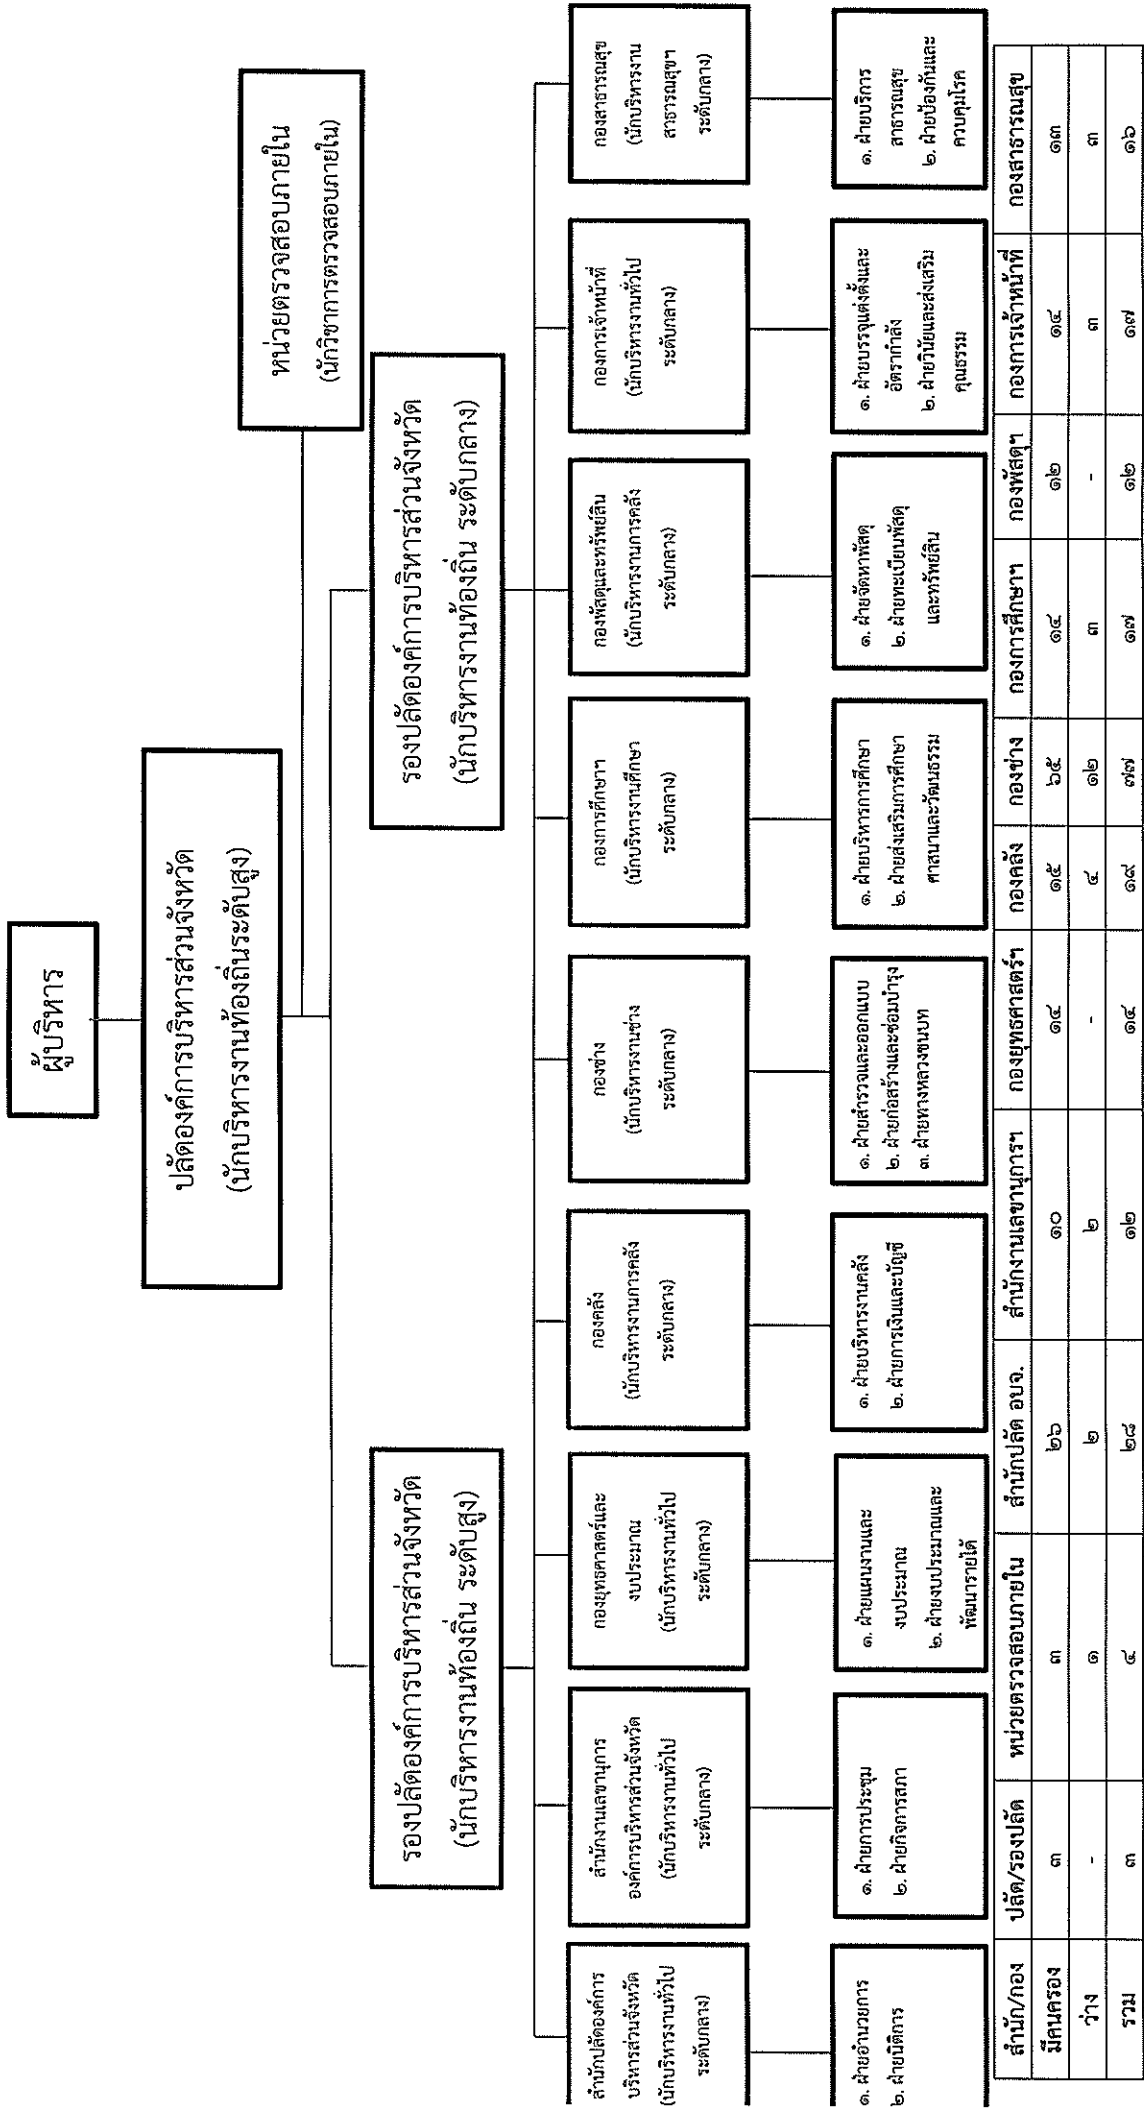 ผู้บริหาร
ปลัดองค์การบริหารส่วนจังหวัด
(นักบริหารงานท้องถิ่นระดับสูง)
หน่วยตรวจสอบภายใน
(นักวิชาการตรวจสอบภายใน)
รองปลัดองค์การบริหารส่วนจังหวัด
(นักบริหารงานท้องถิ่น ระดับสูง)
รองปลัดองค์การบริหารส่วนจังหวัด
(นักบริหารงานท้องถิ่น ระดับกลาง)
สำนักปลัดองค์การ
บริหารส่วนจังหวัด
(นักบริหารงานทั่วไป
ระดับกลาง)
สำนักงานเลขานุการ
องค์การบริหารส่วนจังหวัด
(นักบริหารงานทั่วไป
ระดับกลาง)
กองยุทธศาสตร์และ
งบประมาณ
(นักบริหารงานทั่วไป
ระดับกลาง)
กองคลัง
(นักบริหารงานการคลัง
ระดับกลาง)
กองช่าง
(นักบริหารงานช่าง
ระดับกลาง)
กองการศึกษาฯ
(นักบริหารงานศึกษา
ระดับกลาง)
กองพัสดุและทรัพย์สิน
(นักบริหารงานการคลัง
ระดับกลาง)
กองการเจ้าหน้าที่
(นักบริหารงานทั่วไป
ระดับกลาง)
กองสาธารณสุข
(นักบริหารงาน
สาธารณสุขฯ
ระดับกลาง)
๑. ฝ่ายอำนวยการ
๒. ฝ่ายนิติการ
๑. ฝ่ายการประชุม
๒. ฝ่ายกิจการสภา
๑. ฝ่ายแผนงานและ
งบประมาณ
๒. ฝ่ายงบประมาณและ
พัฒนารายได้
๑. ฝ่ายบริหารงานคลัง
๒. ฝ่ายการเงินและบัญชี
๑. ฝ่ายสำรวจและออกแบบ
๒. ฝ่ายก่อสร้างและซ่อมบำรุง
๓. ฝ่ายทางหลวงชนบท
๑. ฝ่ายบริหารการศึกษา
๒. ฝ่ายส่งเสริมการศึกษา
ศาสนาและวัฒนธรรม
๑. ฝ่ายจัดหาพัสดุ
๒. ฝ่ายทะเบียนพัสดุ
และทรัพย์สิน
๑. ฝ่ายบรรจุแต่งตั้งและ
อัตรากำลัง
๒. ฝ่ายวินัยและส่งเสริม
คุณธรรม
๑. ฝ่ายบริการ
สาธารณสุข
๒. ฝ่ายป้องกันและ
ควบคุมโรค
สำนัก/กอง ปลัด/รองปลัด หน่วยตรวจสอบภายใน สำนักปลัด อบจ. สำนักงานเลขานุการฯ กองยุทธศาสตร์ฯ กองคลัง กองช่าง กองการศึกษาฯ กองพัสดุฯ กองการเจ้าหน้าที่ กองสาธารณสุข
มีคนครอง ๓ ๓ ๒๖ ๑๐ ๑๔ ๑๕ ๖๕ ๑๔ ๑๒ ๑๔ ๑๓
ว่าง - ๑ ๒ ๒ - ๔ ๑๒ ๓ - ๓ ๓
รวม ๓ ๔ ๒๘ ๑๒ ๑๔ ๑๙ ๗๗ ๑๗ ๑๒ ๑๗ ๑๖